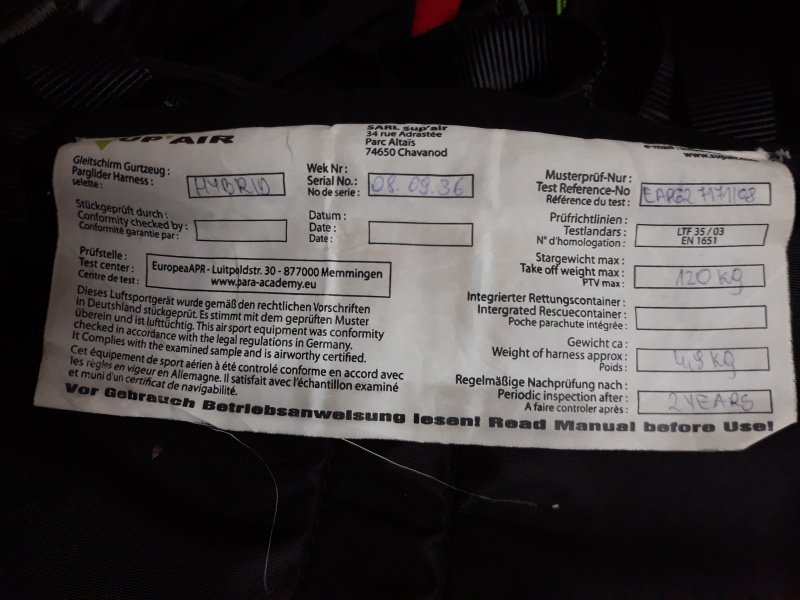 SUP'AIR
SARL Sup'air
34 rue Adrastée
Parc Altaïs
74650 Chavanod
Gleitschirm Gurtzeug :
Parglider Harness :
selette :
HYBRID
Wek Nr :
Serial No. :
No de serie :
08.09.36
Musterprüf-Nur :
Test Reference-No
Référence du test :
Stückgeprüft durch :
Conformity checked by :
Conformité garantie par :
Datum :
Date :
Date :
Prüfrichtlinien :
Testlandars :
N° d'homologation :
LTF 35 / 03
EN 1651
Prüfstelle :
Test center :
Centre de test :
EuropeaAPR - Luitpoldstr. 30 - 877000 Memmingen
www.para-academy.eu
Stargewicht max :
Take off weight max :
PTV max :
120 KG
Integrierter Rettungscontainer :
Intergrated Rescuecontainer :
Poche parachute intégrée :
Gewicht ca :
Weight of harness approx :
Poids :
4,9 KG
Regelmäßige Nachprüfung nach :
Periodic inspection after :
A faire controler après :
2 YEARS
Dieses Luftsportgerät wurde gemäß den rechtlichen Vorschriften
in Deutshland stückgeprüt. Es stimmt mit dem geprüften Muster
überein und ist lufttüchtig. This air sport equipment was conformity
checked in accordance with the legal regulations in Germany.
It Complies with the examined sample and is airworthy certified.
Cet équipement de sport aérien à été controlé conforme en accord avec
les règles en vigeur en Allemagne. Il satisfait avec l'échantillon examiné
et muni d'un certificat de navigabilité.
Vor Gebrauch Betriebsanweisung lesen! Read Manual before Use!